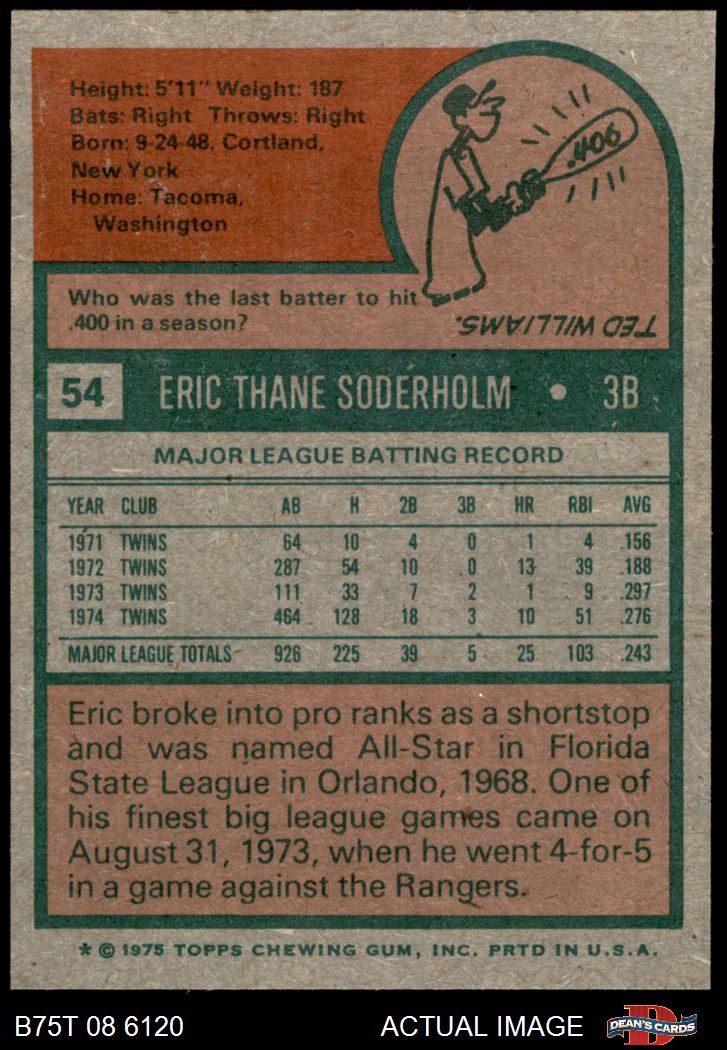 Height: 5'11" Weight: 187
Bats: Right Throws: Right
Born: 9-24-48, Cortland,
New York
Home: Tacoma,
Washington
.406
Who was the last batter to hit
.400 in a season?
TED WILLIAMS.
54 ERIC THANE SODERHOLM • 3B
MAJOR LEAGUE BATTING RECORD
YEAR CLUB AB H 2B 3B HR RBI AVG
1971 TWINS 64 10 4 0 1 4 .156
1972 TWINS 287 54 10 0 13 39 .188
1973 TWINS 111 33 7 2 1 9 .297
1974 TWINS 464 128 18 3 10 51 .276
MAJOR LEAGUE TOTALS 926 225 39 5 25 103 .243
Eric broke into pro ranks as a shortstop
and was named All-Star in Florida
State League in Orlando, 1968. One of
his finest big league games came on
August 31, 1973, when he went 4-for-5
in a game against the Rangers.
* © 1975 TOPPS CHEWING GUM, INC. PRTD IN U.S.A.
B75T 08 6120 ACTUAL IMAGE DEAN'S CARDS